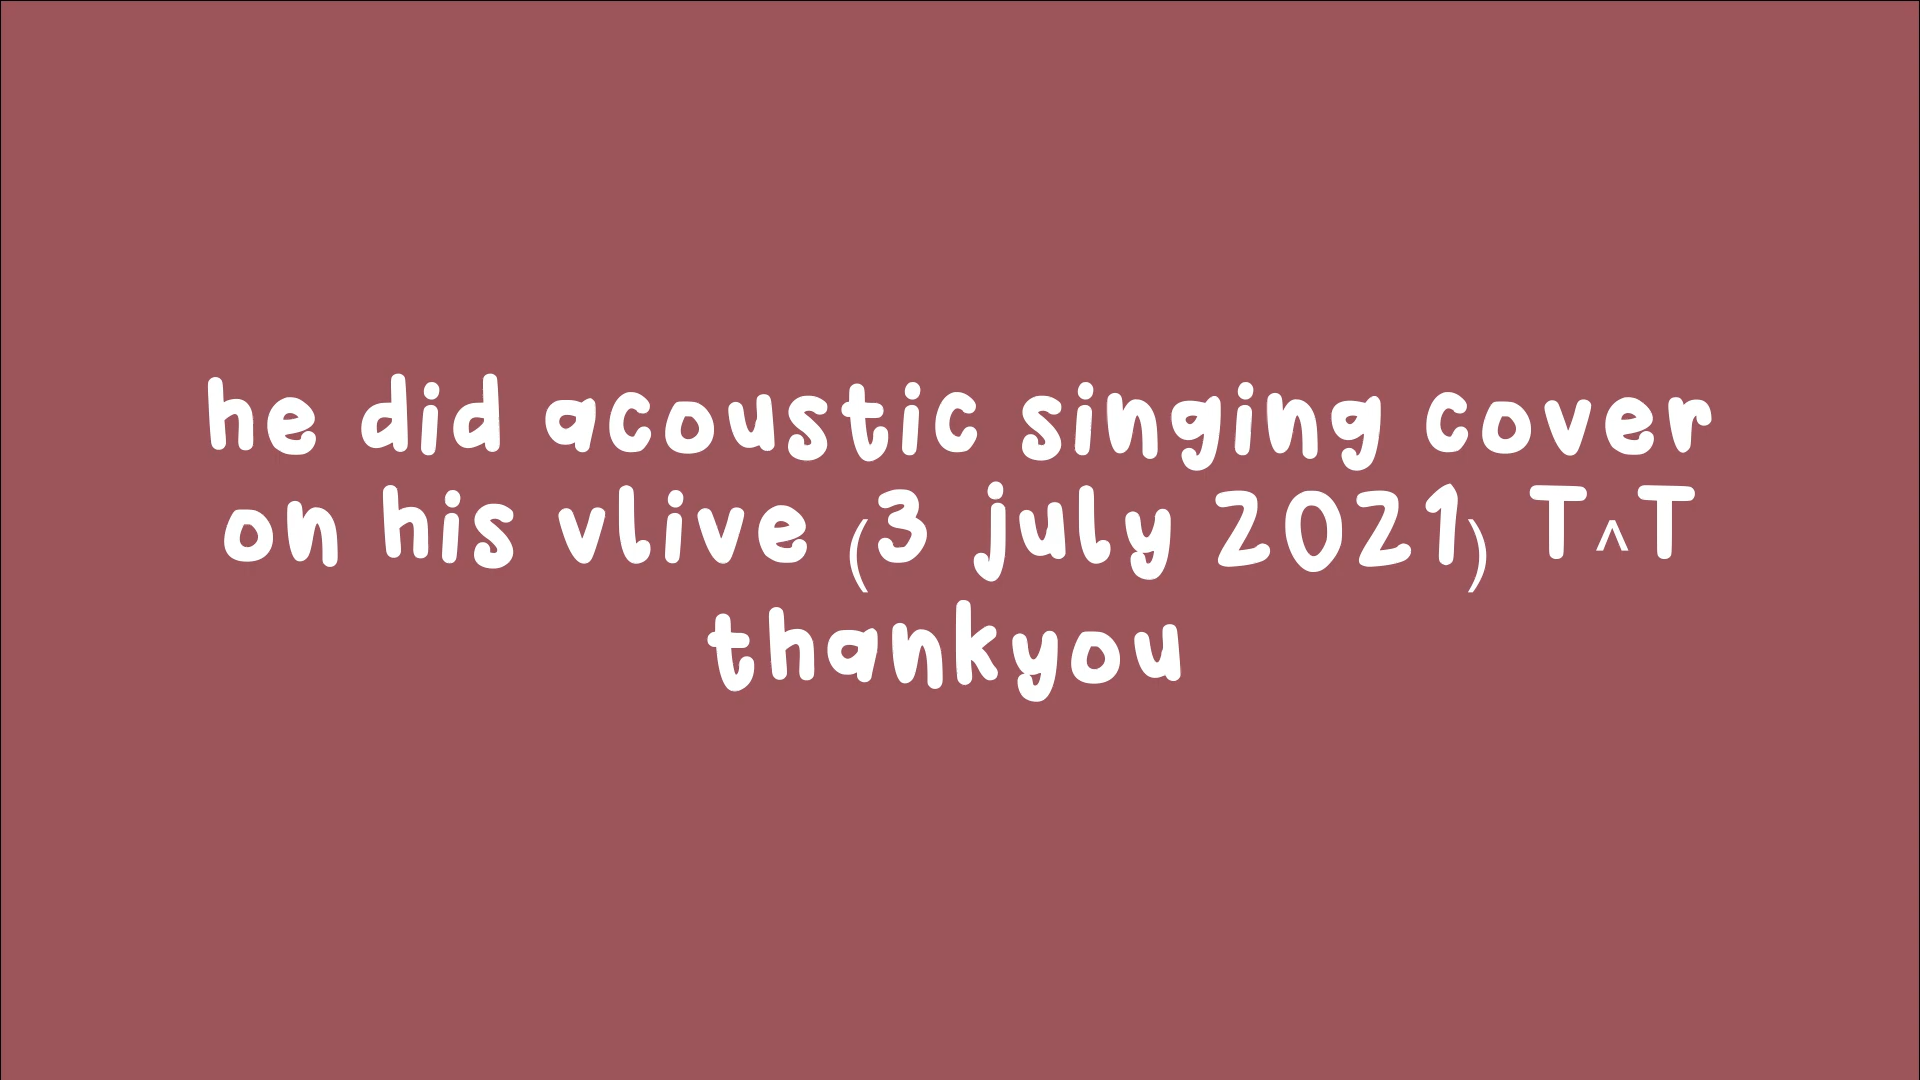 he did acoustic singing cover
on his vlive (3 july 2021) T^T
thankyou